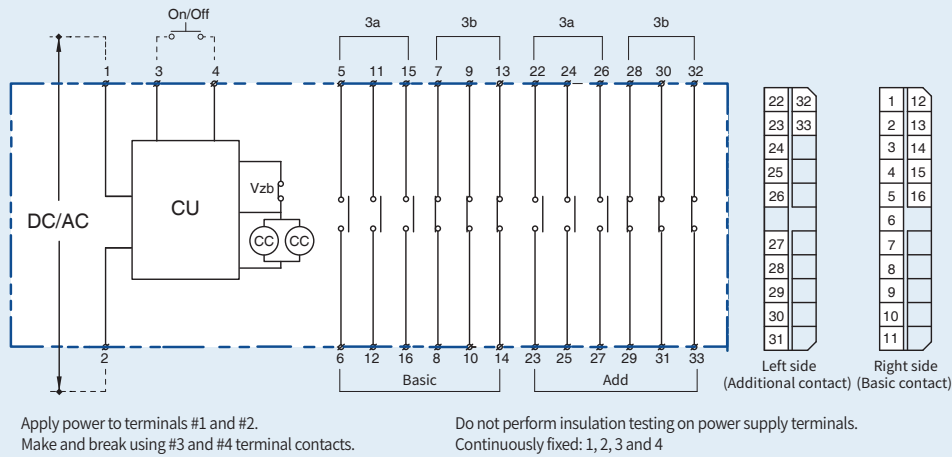 On/Off
3a 3b 3a 3b
1 3 4 5 11 15 7 9 13 22 24 26 28 30 32
DC/AC
CU
Vzb
CC CC
2 6 12 16 8 10 14 23 25 27 29 31 33
Basic Add
22 32
23 33
24
25
26
27
28
29
30
31
Left side
(Additional contact)
1 12
2 13
3 14
4 15
5 16
6
7
8
9
10
11
Right side
(Basic contact)
Apply power to terminals #1 and #2.
Make and break using #3 and #4 terminal contacts.
Do not perform insulation testing on power supply terminals.
Continuously fixed: 1, 2, 3 and 4